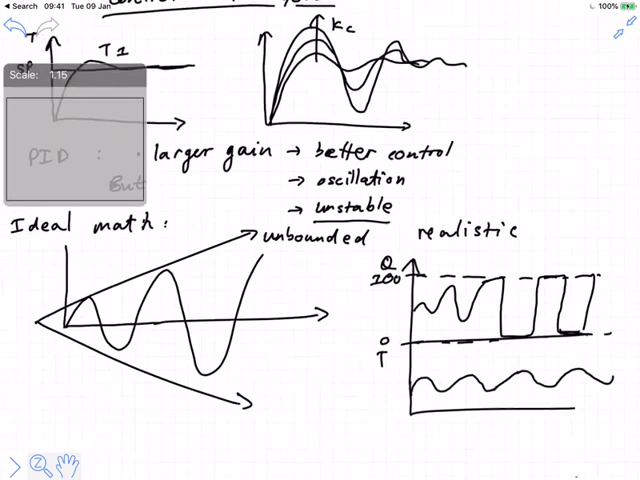 Search 09:41 Tue 09 Jan 100%
T
T1
SP
Kc
Scale: 1.15
PID : · larger gain → better control
But → oscillation
→ unstable
Ideal math :
unbounded
realistic
Q
100
0
T